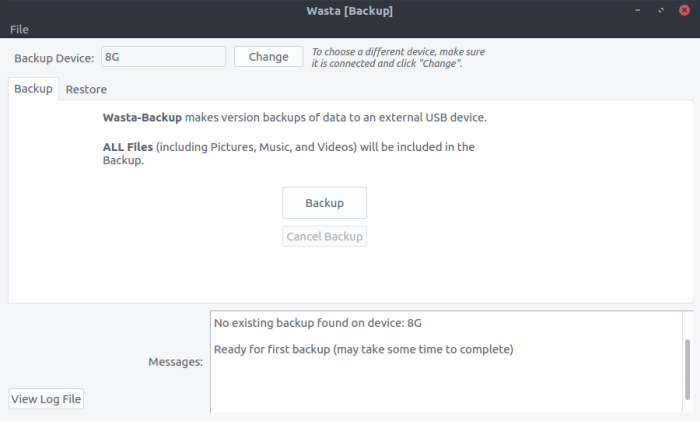 Wasta [Backup]
File
Backup Device:
8G
Change
To choose a different device, make sure
it is connected and click "Change".
Backup
Restore
Wasta-Backup makes version backups of data to an external USB device.
ALL Files (including Pictures, Music, and Videos) will be included in the
Backup.
Backup
Cancel Backup
No existing backup found on device: 8G
Ready for first backup (may take some time to complete)
Messages:
View Log File